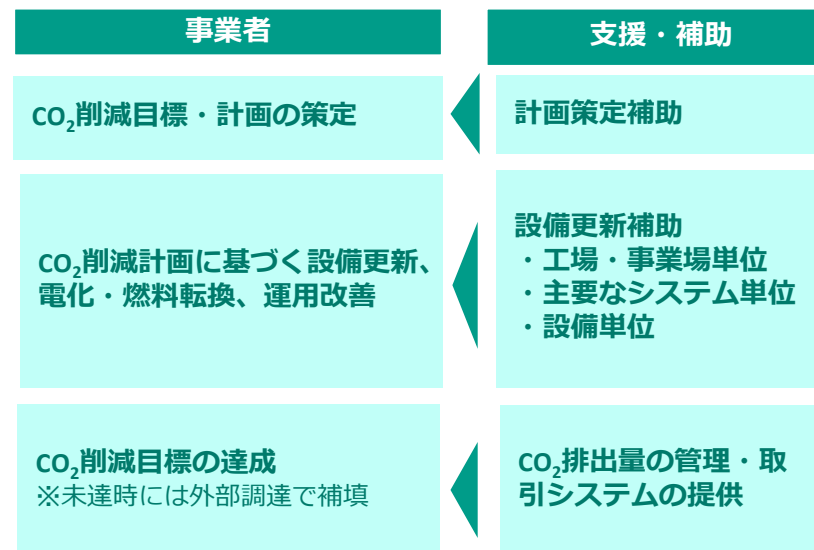 事業者
支援・補助
CO₂削減目標・計画の策定
計画策定補助
CO₂削減計画に基づく設備更新、
電化・燃料転換、運用改善
設備更新補助
・工場・事業場単位
・主要なシステム単位
・設備単位
CO₂削減目標の達成
※未達時には外部調達で補填
CO₂排出量の管理・取
引システムの提供